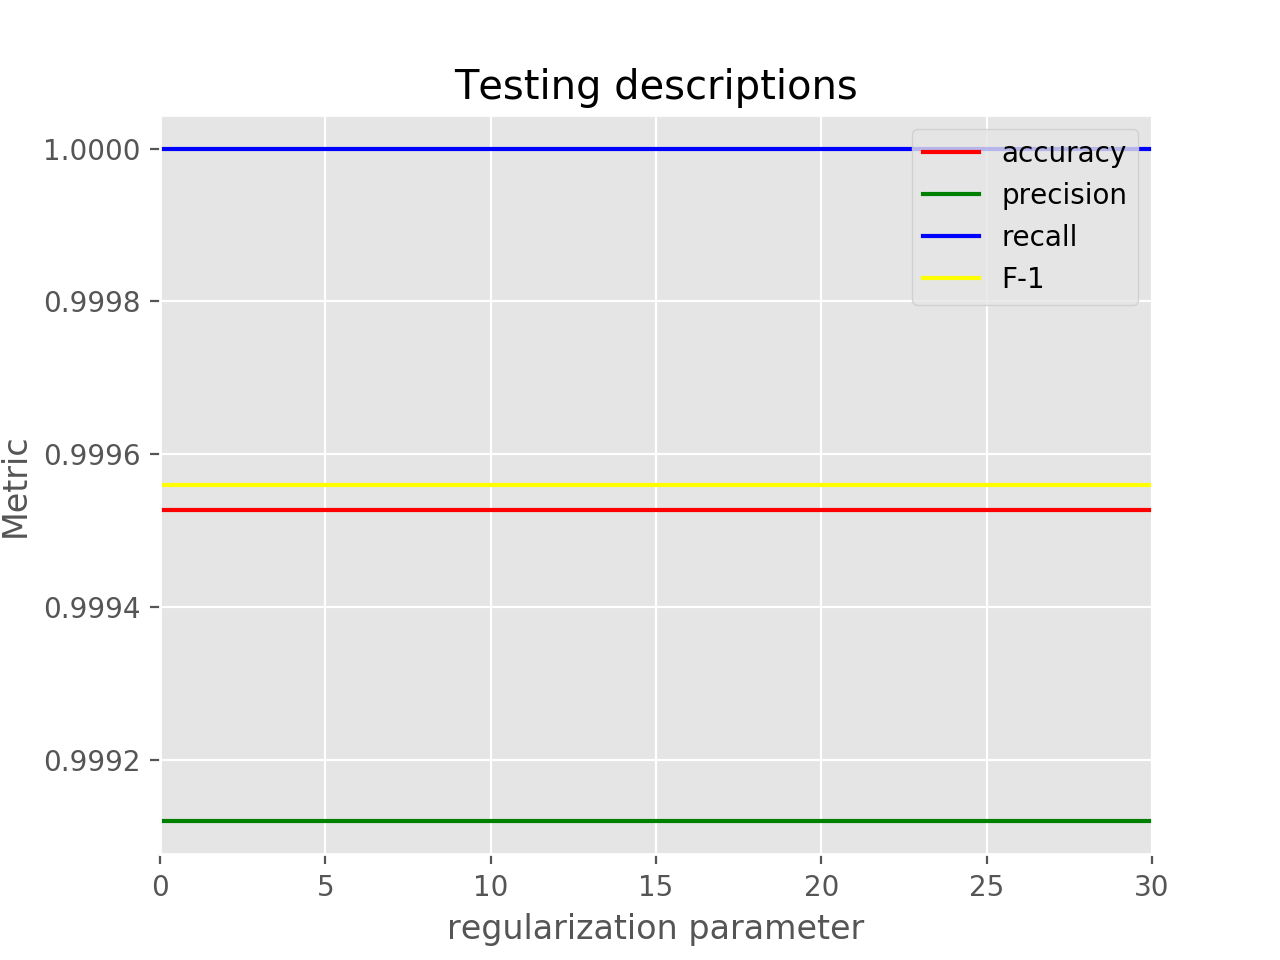 Testing descriptions
1.0000
0.9998
0.9996
0.9994
0.9992
Metric
accuracy
precision
recall
F-1
0 5 10 15 20 25 30
regularization parameter